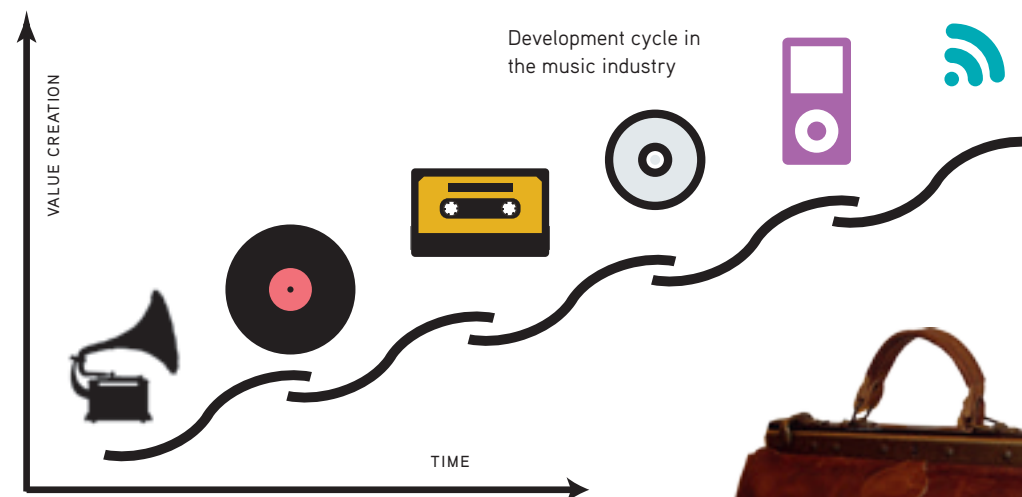 Development cycle in
the music industry
VALUE CREATION
TIME